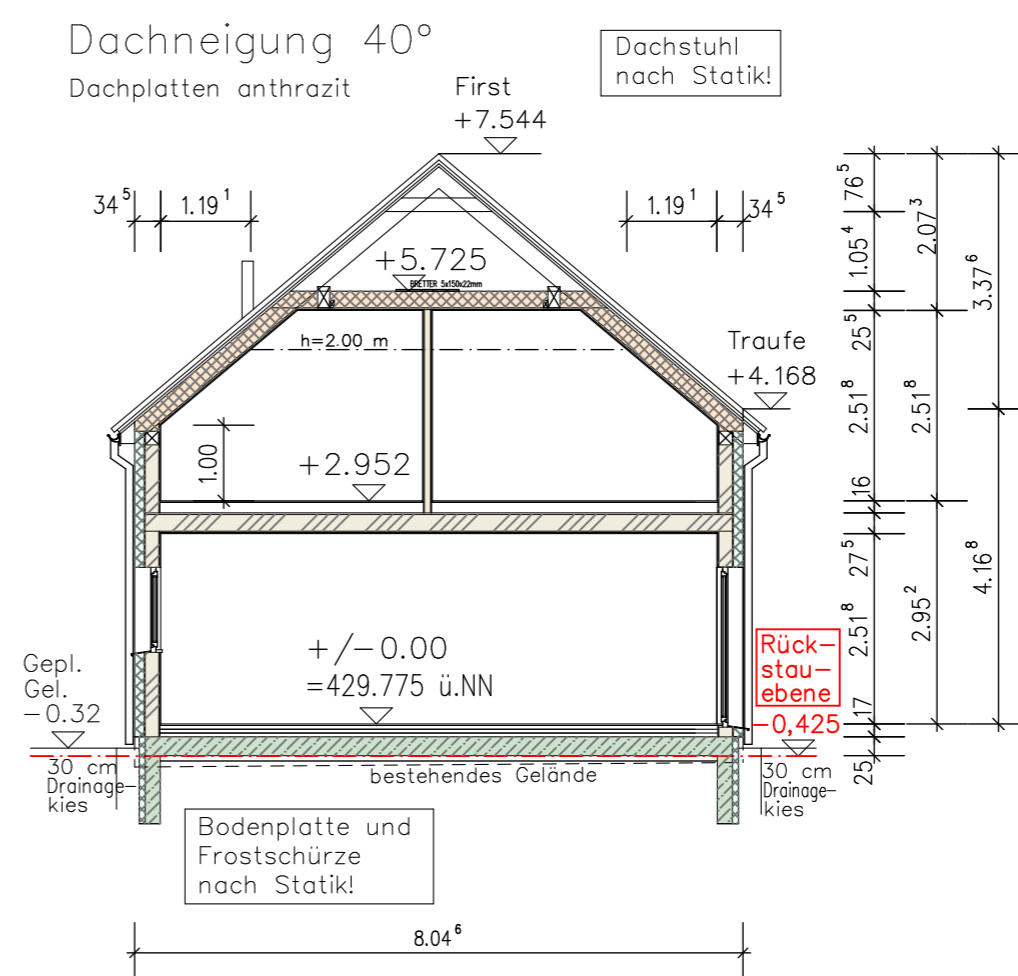 Dachneigung 40°
Dachplatten anthrazit
Dachstuhl
nach Statik!
First
+7.544
34⁵
1.19¹
1.19¹
34⁵
76⁵
2.07³
1.05⁴
3.37⁶
+5.725
BRETTER 5x150x22mm
25⁵
h=2.00 m
Traufe
+4.168
2.51⁸
2.51⁸
1.00
+2.952
16
27⁵
4.16⁸
2.51⁸
2.95²
+/-0.00
=429.775 ü.NN
Rück-
stau-
ebene
-0,425
Gepl.
Gel.
-0.32
17
25
30 cm
Drainage-
kies
bestehendes Gelände
30 cm
Drainage-
kies
Bodenplatte und
Frostschürze
nach Statik!
8.04⁶